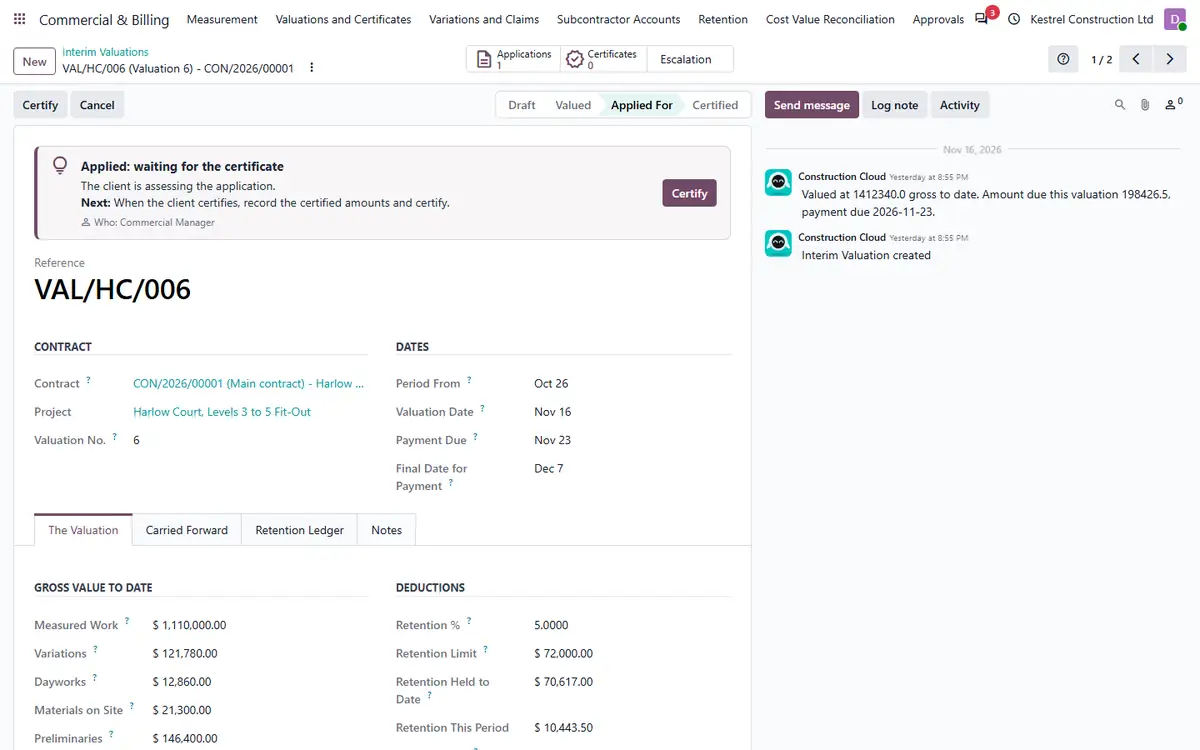 Commercial & Billing Measurement Valuations and Certificates Variations and Claims Subcontractor Accounts Retention Cost Value Reconciliation Approvals 3 Kestrel Construction Ltd D
New
Interim Valuations
VAL/HC/006 (Valuation 6) - CON/2026/00001
Applications
1
Certificates
0
Escalation
1 / 2
Certify Cancel
Draft Valued Applied For Certified
Send message Log note Activity 0
Applied: waiting for the certificate
The client is assessing the application.
Next: When the client certifies, record the certified amounts and certify.
Who: Commercial Manager
Certify
Reference
VAL/HC/006
CONTRACT
Contract ? CON/2026/00001 (Main contract) - Harlow ...
Project Harlow Court, Levels 3 to 5 Fit-Out
Valuation No. ? 6
DATES
Period From ? Oct 26
Valuation Date ? Nov 16
Payment Due ? Nov 23
Final Date for
Payment ? Dec 7
The Valuation Carried Forward Retention Ledger Notes
GROSS VALUE TO DATE
Measured Work ? $ 1,110,000.00
Variations ? $ 121,780.00
Dayworks ? $ 12,860.00
Materials on Site ? $ 21,300.00
Preliminaries ? $ 146,400.00
DEDUCTIONS
Retention % ? 5.0000
Retention Limit ? $ 72,000.00
Retention Held to
Date ? $ 70,617.00
Retention This Period $ 10,443.50
Nov 16, 2026
Construction Cloud Yesterday at 8:55 PM
Valued at 1412340.0 gross to date. Amount due this valuation 198426.5,
payment due 2026-11-23.
Construction Cloud Yesterday at 8:55 PM
Interim Valuation created